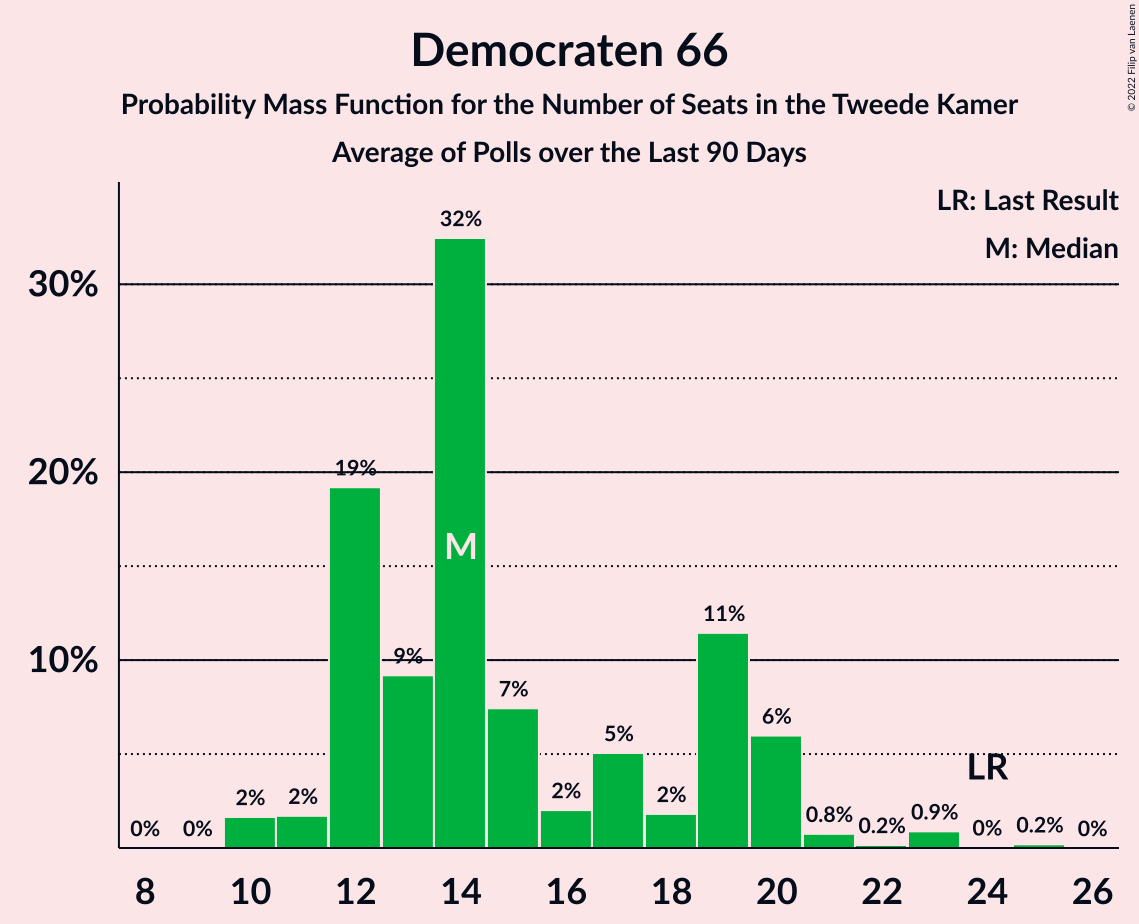 Democraten 66
Probability Mass Function for the Number of Seats in the Tweede Kamer
Average of Polls over the Last 90 Days
© 2022 Filip van Laenen
LR: Last Result
M: Median
30%
20%
10%
0%
0%
2%
2%
19%
9%
32%
M
7%
2%
5%
2%
11%
6%
0.8%
0.2%
0.9%
0%
LR
0.2%
0%
8 10 12 14 16 18 20 22 24 26